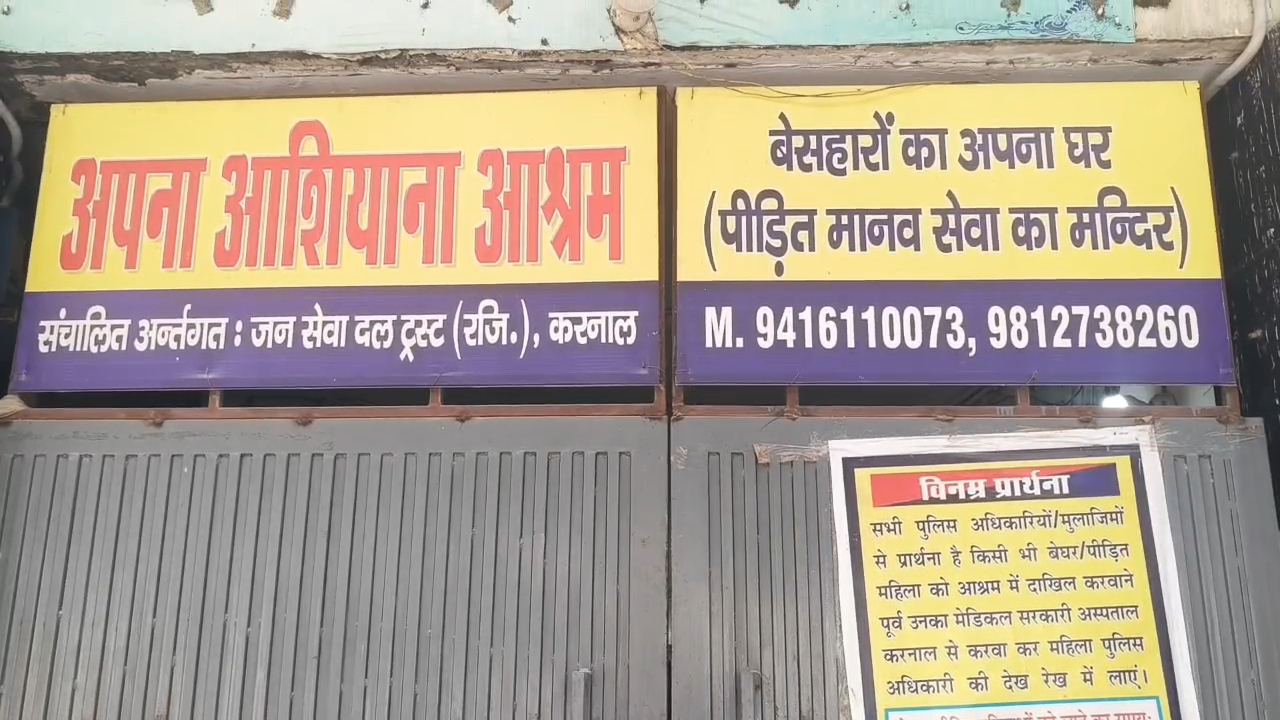 अपना आशियाना आश्रम
संचालित अर्न्तगत : जन सेवा दल ट्रस्ट (रजि.), करनाल
बेसहारों का अपना घर
(पीड़ित मानव सेवा का मन्दिर)
M. 9416110073, 9812738260
विनम्र प्रार्थना
सभी पुलिस अधिकारियों/मुलाजिमों
से प्रार्थना है किसी भी बेघर/पीड़ित
महिला को आश्रम में दाखिल करवाने
पूर्व उनका मेडिकल सरकारी अस्पताल
करनाल से करवा कर महिला पुलिस
अधिकारी की देख रेख में लाएं।